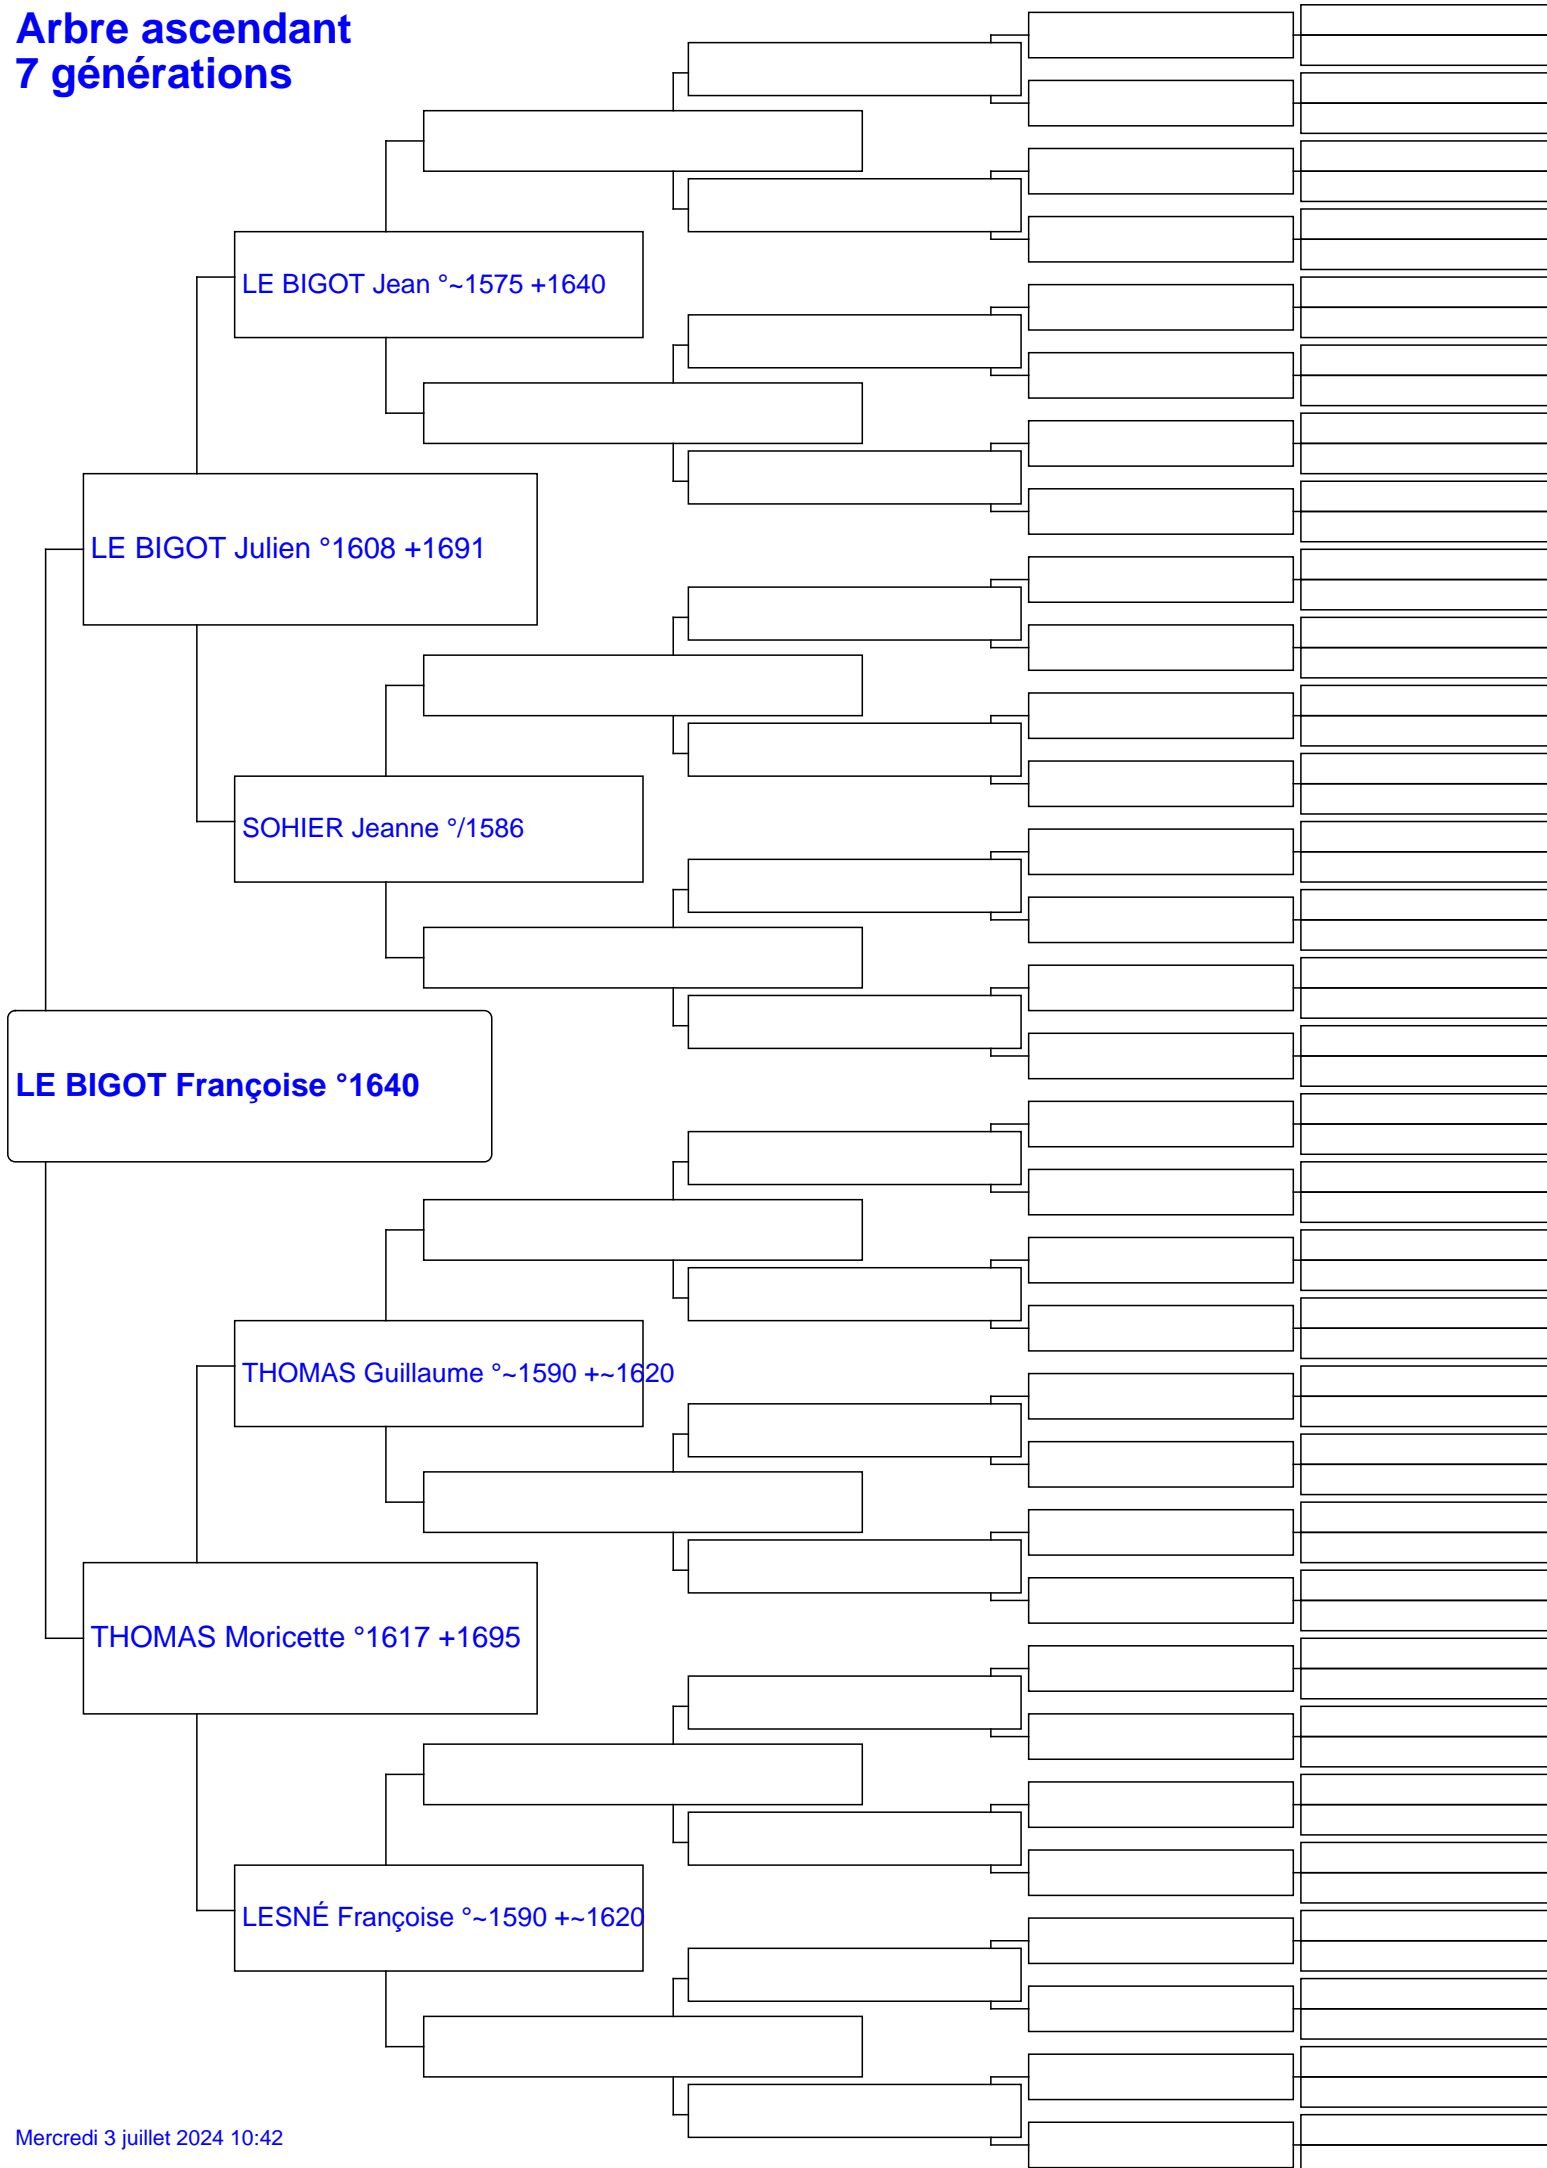 Arbre ascendant
7 générations
LE BIGOT Jean °~1575 +1640
LE BIGOT Julien °1608 +1691
SOHIER Jeanne °/1586
LE BIGOT Françoise °1640
THOMAS Guillaume °~1590 +~1620
THOMAS Moricette °1617 +1695
LESNÉ Françoise °~1590 +~1620
Mercredi 3 juillet 2024 10:42